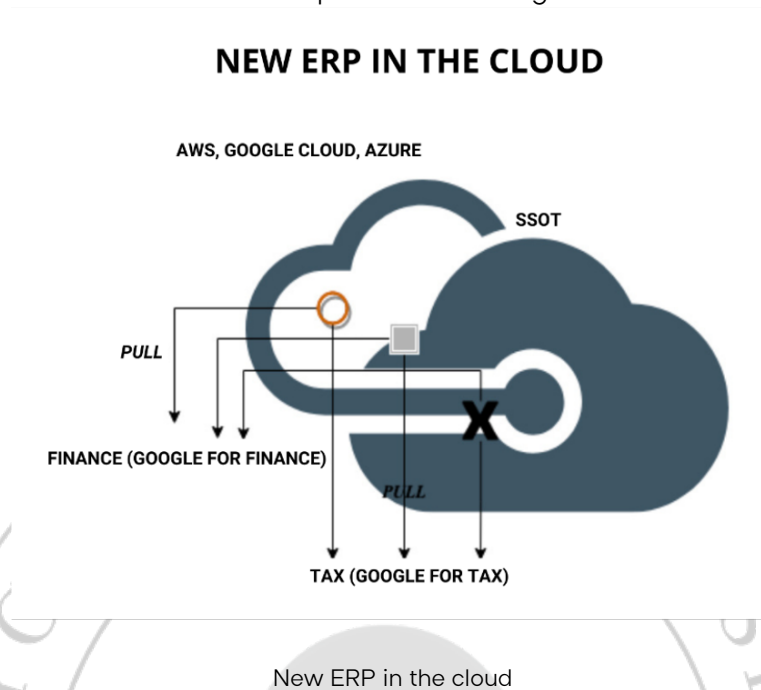 NEW ERP IN THE CLOUD
AWS, GOOGLE CLOUD, AZURE
SSOT
PULL
X
FINANCE (GOOGLE FOR FINANCE)
PULL
TAX (GOOGLE FOR TAX)
New ERP in the cloud